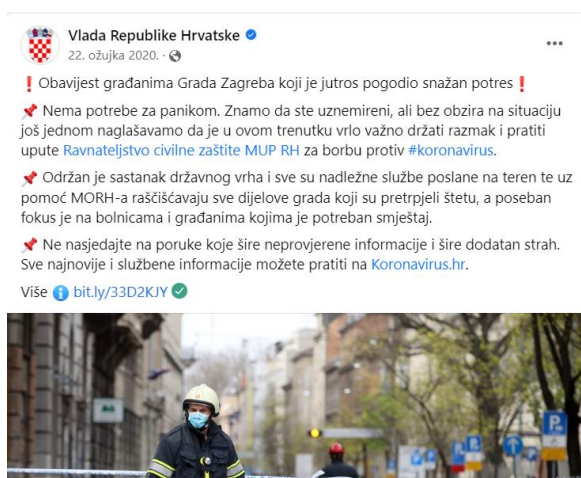 Vlada Republike Hrvatske
22. ožujka 2020. ·
❗ Obavijest građanima Grada Zagreba koji je jutros pogodio snažan potres ❗
📌 Nema potrebe za panikom. Znamo da ste uznemireni, ali bez obzira na situaciju
još jednom naglašavamo da je u ovom trenutku vrlo važno držati razmak i pratiti
upute Ravnateljstvo civilne zaštite MUP RH za borbu protiv #koronavirus.
📌 Održan je sastanak državnog vrha i sve su nadležne službe poslane na teren te uz
pomoć MORH-a raščišćavaju sve dijelove grada koji su pretrpjeli štetu, a poseban
fokus je na bolnicama i građanima kojima je potreban smještaj.
📌 Ne nasjedajte na poruke koje šire neprovjerene informacije i šire dodatan strah.
Sve najnovije i službene informacije možete pratiti na Koronavirus.hr.
Više ℹ️ bit.ly/33D2KJY
P
P
P